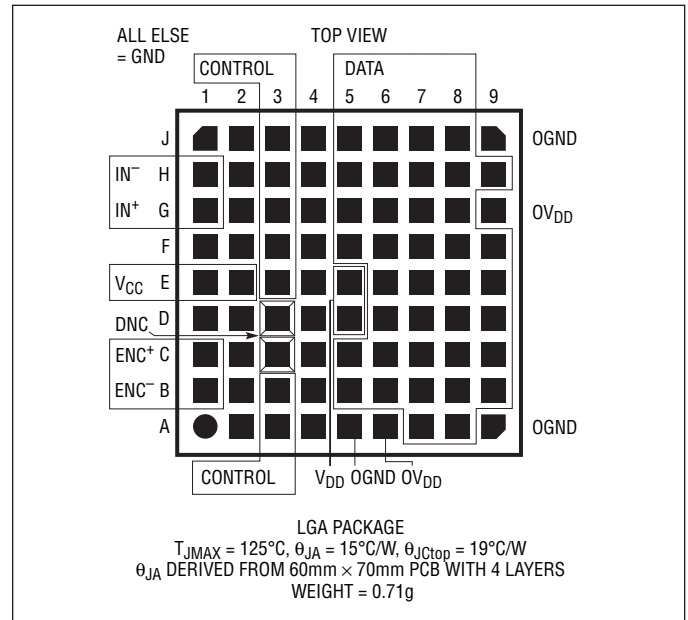 ALL ELSE
= GND
TOP VIEW
CONTROL
DATA
1 2 3 4 5 6 7 8 9
J OGND
IN⁻ H
IN⁺ G OV_DD
F
V_CC E
DNC D
ENC⁺ C
ENC⁻ B
A OGND
CONTROL V_DD OGND OV_DD
LGA PACKAGE
T_JMAX = 125°C, θ_JA = 15°C/W, θ_JCtop = 19°C/W
θ_JA DERIVED FROM 60mm × 70mm PCB WITH 4 LAYERS
WEIGHT = 0.71g